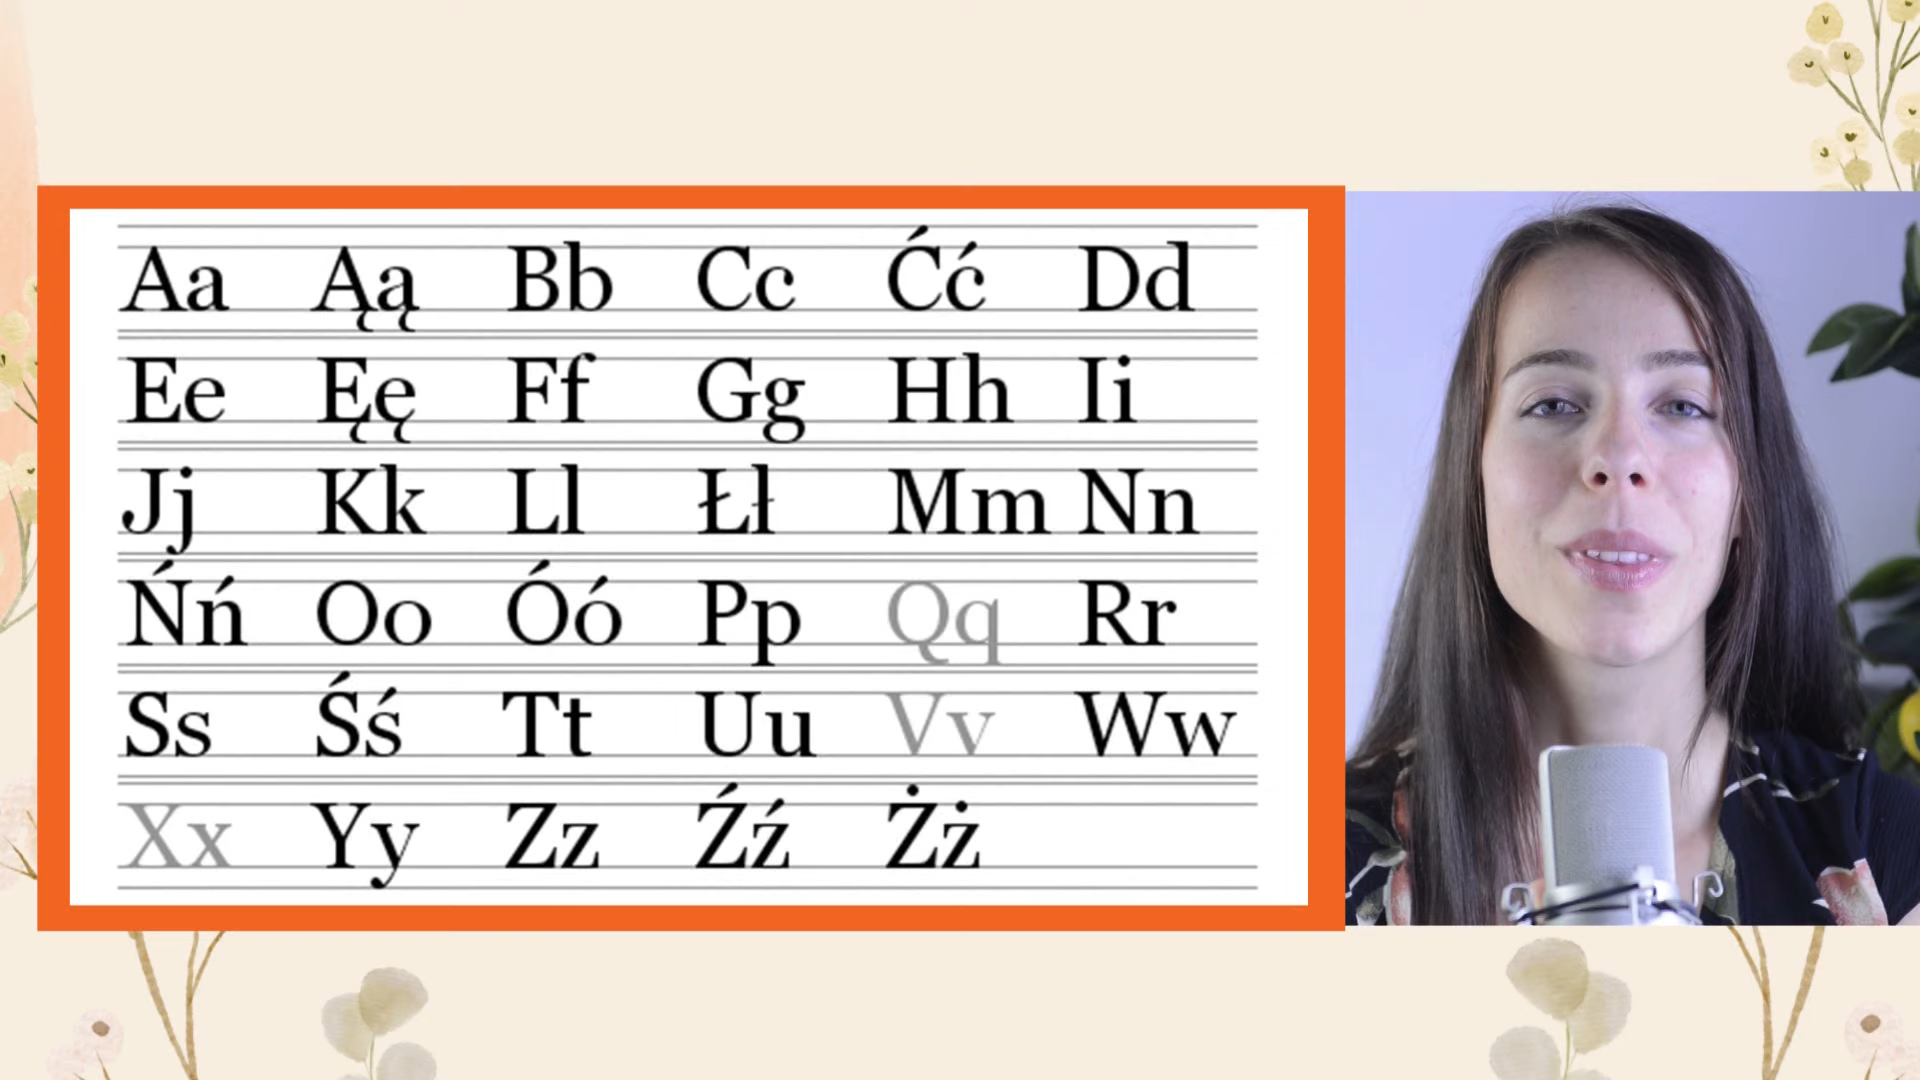 Aa Ąą Bb Cc Ćć Dd
Ee Ęę Ff Gg Hh Ii
Jj Kk Ll Łł Mm Nn
Ńń Oo Óó Pp Qq Rr
Ss Śś Tt Uu Vv Ww
Xx Yy Zz Źź Żż